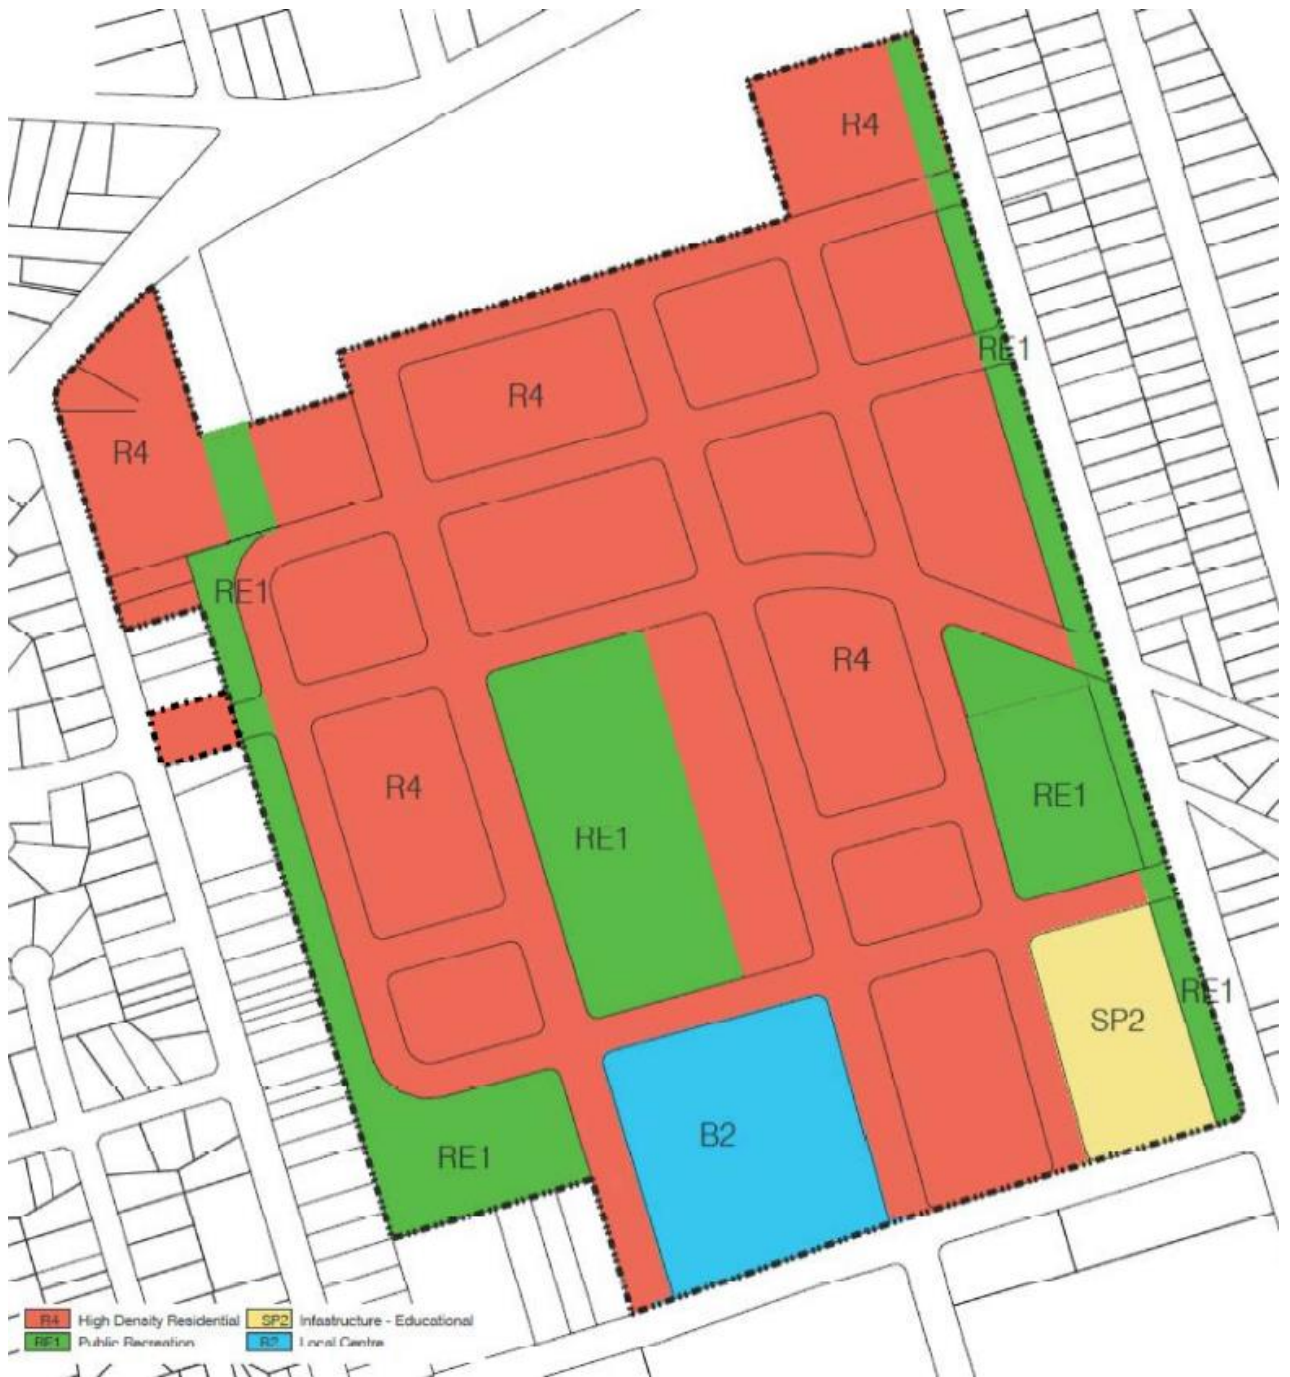 R4
RE1
R4
R4
RE1
R4
R4
RE1
RE1
RE1
SP2
B2
RE1
R4 High Density Residential SP2 Infastructure - Educational
RE1 Public Recreation B2 Local Centre